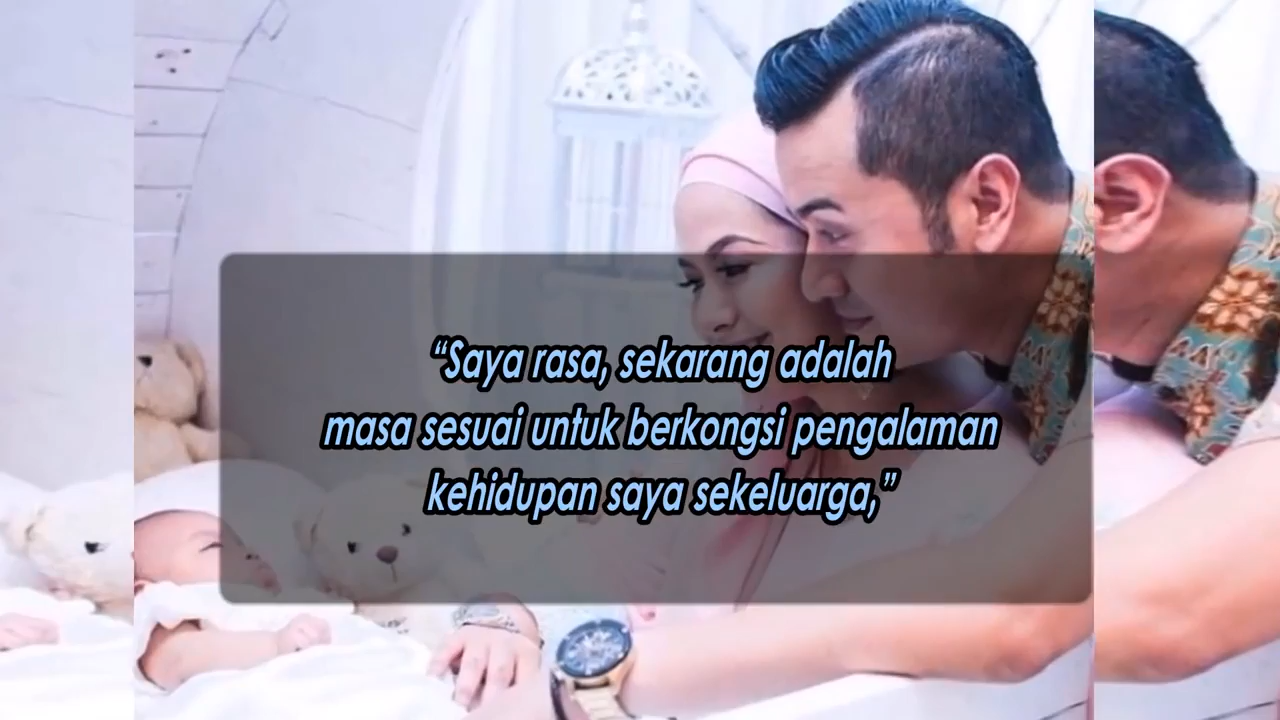 “Saya rasa, sekarang adalah
masa sesuai untuk berkongsi pengalaman
kehidupan saya sekeluarga,”